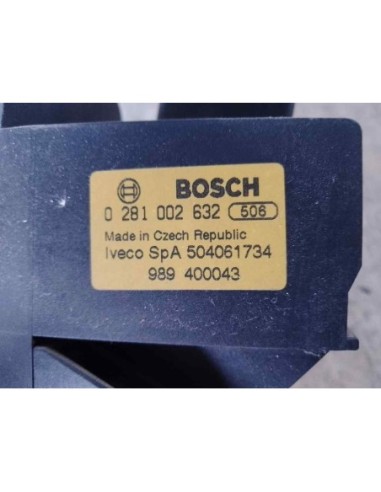 BOSCH
0 281 002 632 506
Made in Czech Republic
Iveco SpA 504061734
989 400043